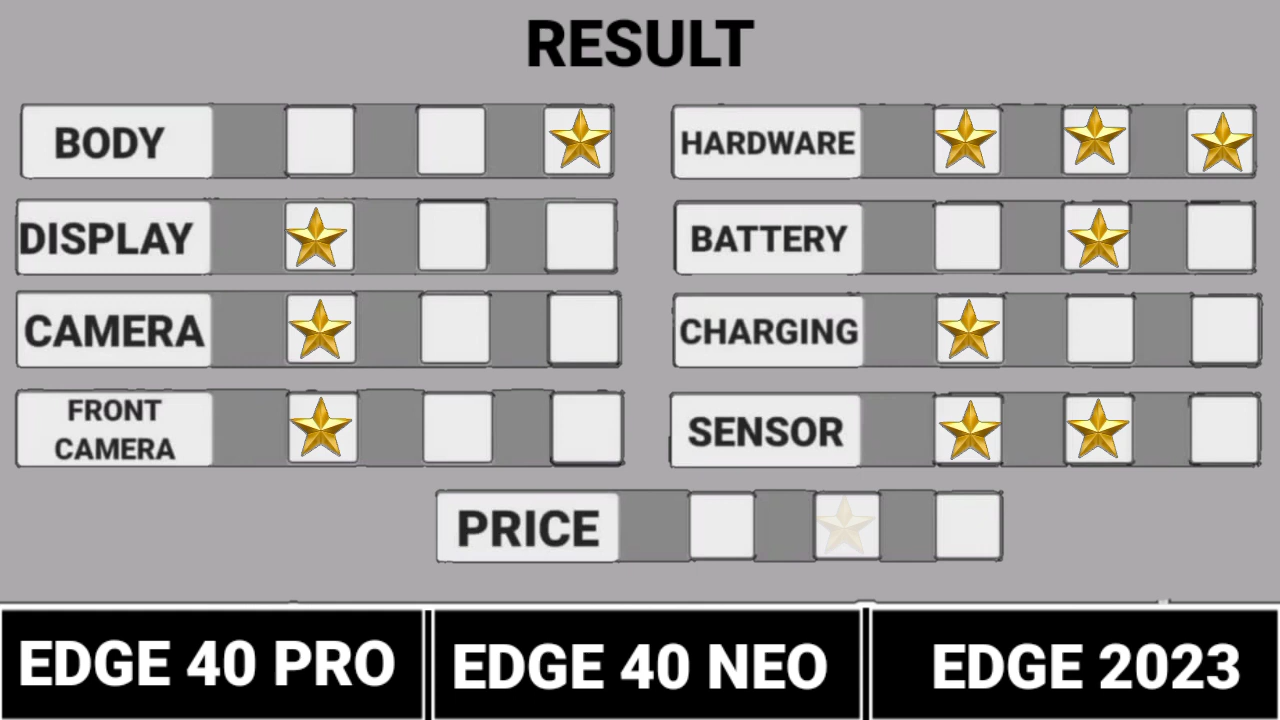 RESULT
BODY
DISPLAY
CAMERA
FRONT
CAMERA
HARDWARE
BATTERY
CHARGING
SENSOR
PRICE
EDGE 40 PRO
EDGE 40 NEO
EDGE 2023